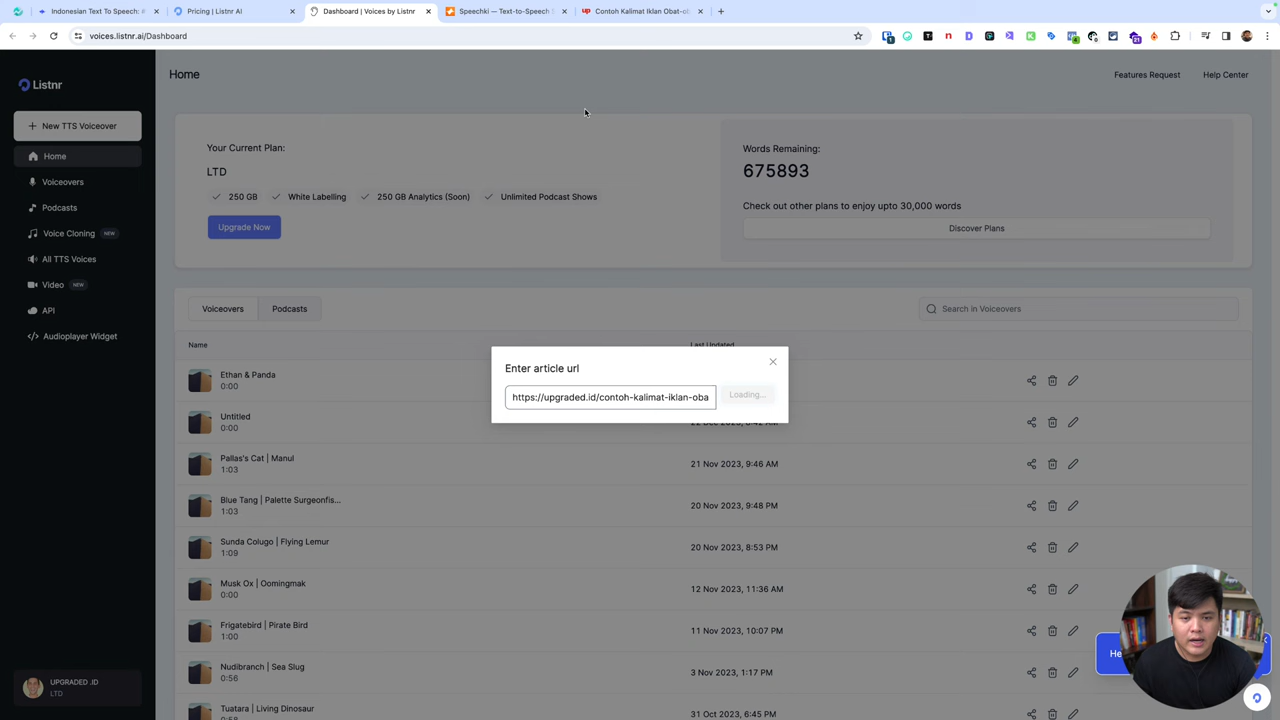 Indonesian Text To Speech:
Pricing | Listnr AI
Dashboard | Voices by Listnr
Speechki — Text-to-Speech
Contoh Kalimat Iklan Obat-ob
voices.listnr.ai/Dashboard
Listnr
Home
Features Request
Help Center
New TTS Voiceover
Home
Voiceovers
Podcasts
Voice Cloning NEW
All TTS Voices
Video NEW
API
Audioplayer Widget
UPGRADED .ID
LTD
Your Current Plan:
LTD
250 GB
White Labelling
250 GB Analytics (Soon)
Unlimited Podcast Shows
Upgrade Now
Words Remaining:
675893
Check out other plans to enjoy upto 30,000 words
Discover Plans
Voiceovers
Podcasts
Search in Voiceovers
Name
Last Updated
Enter article url
https://upgraded.id/contoh-kalimat-iklan-oba
Loading...
Ethan & Panda
0:00
Untitled
0:00
Pallas's Cat | Manul
1:03
21 Nov 2023, 9:46 AM
Blue Tang | Palette Surgeonfis...
1:03
20 Nov 2023, 9:48 PM
Sunda Colugo | Flying Lemur
1:09
20 Nov 2023, 8:53 PM
Musk Ox | Oomingmak
0:00
12 Nov 2023, 11:36 AM
Frigatebird | Pirate Bird
1:00
11 Nov 2023, 10:07 PM
Nudibranch | Sea Slug
0:56
3 Nov 2023, 1:17 PM
Tuatara | Living Dinosaur
31 Oct 2023, 6:45 PM
He